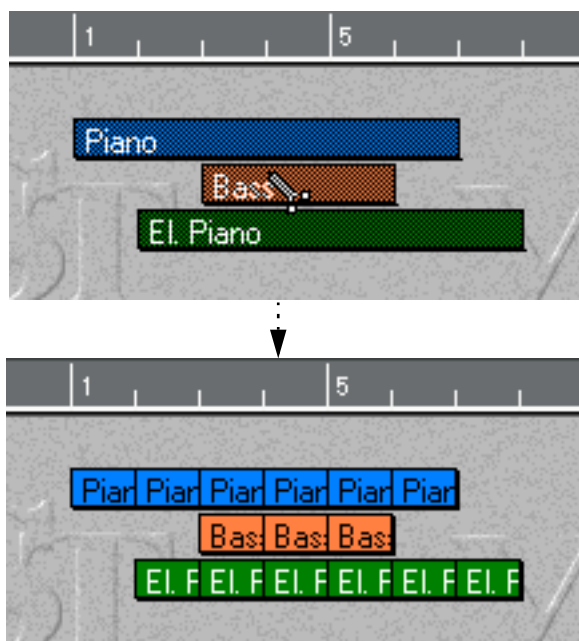 1 5
Piano
Bass
El. Piano
1 5
Piar Piar Piar Piar Piar Piar
Bas Bas Bas
El. F El. F El. F El. F El. F El. F